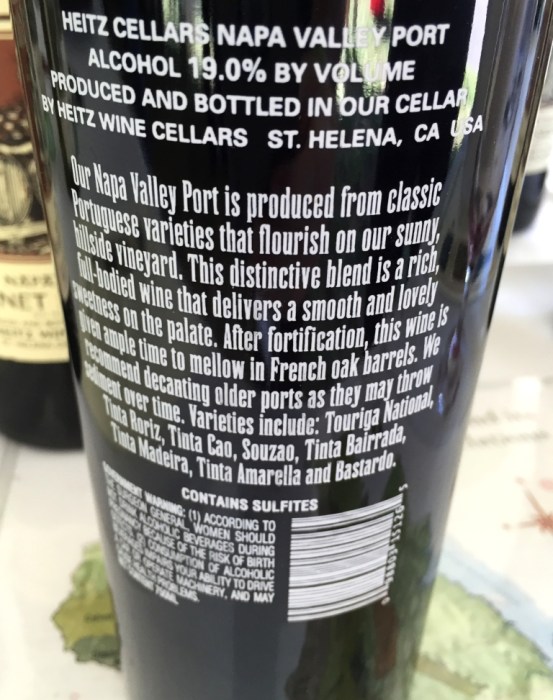 HEITZ CELLARS NAPA VALLEY PORT
ALCOHOL 19.0% BY VOLUME
PRODUCED AND BOTTLED IN OUR CELLAR
BY HEITZ WINE CELLARS ST. HELENA, CA USA
Our Napa Valley Port is produced from classic
Portuguese varieties that flourish on our sunny,
hillside vineyard. This distinctive blend is a rich,
full-bodied wine that delivers a smooth and lovely
sweetness on the palate. After fortification, this wine is
given ample time to mellow in French oak barrels. We
recommend decanting older ports as they may throw
sediment over time. Varieties include: Touriga National,
Tinta Roriz, Tinta Cao, Souzao, Tinta Bairrada,
Tinta Madeira, Tinta Amarella and Bastardo.
CONTAINS SULFITES
WARNING: (1) ACCORDING TO
GENERAL, WOMEN SHOULD
ALCOHOLIC BEVERAGES DURING
BECAUSE OF THE RISK OF BIRTH
CONSUMPTION OF ALCOHOLIC
IMPAIRS YOUR ABILITY TO DRIVE
OPERATE MACHINERY, AND MAY
PROBLEMS.
NET